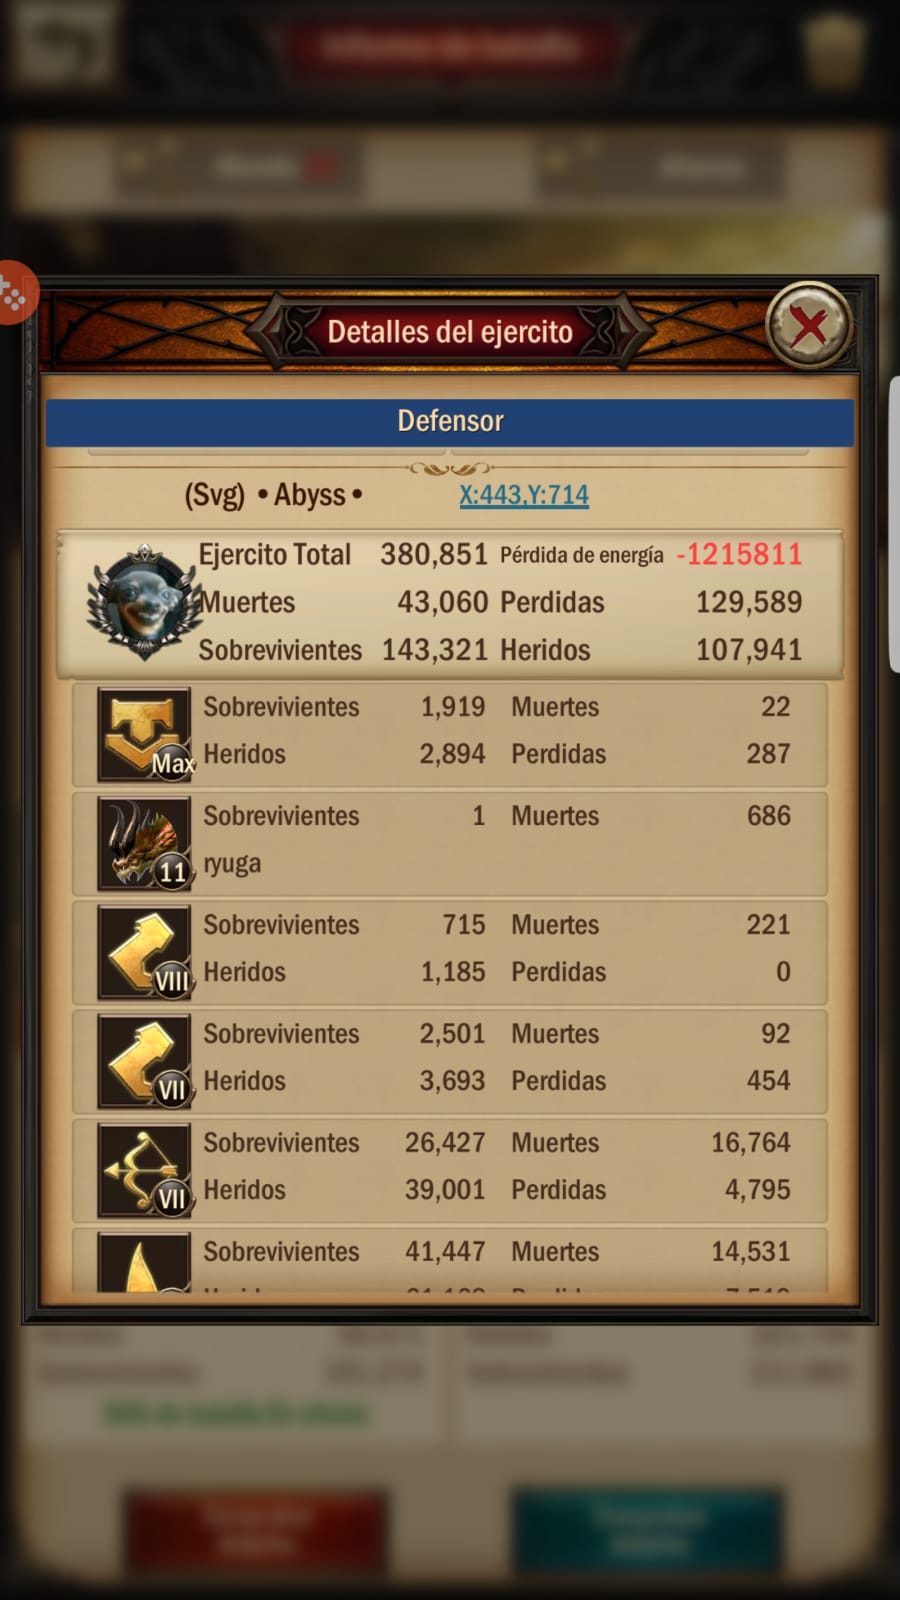 Detalles del ejercito
Defensor
(Svg) • Abyss • X:443,Y:714
Ejercito Total 380,851 Pérdida de energía -1215811
Muertes 43,060 Perdidas 129,589
Sobrevivientes 143,321 Heridos 107,941
Sobrevivientes 1,919 Muertes 22
Max Heridos 2,894 Perdidas 287
Sobrevivientes 1 Muertes 686
11 ryuga
Sobrevivientes 715 Muertes 221
VIII Heridos 1,185 Perdidas 0
Sobrevivientes 2,501 Muertes 92
VII Heridos 3,693 Perdidas 454
Sobrevivientes 26,427 Muertes 16,764
VII Heridos 39,001 Perdidas 4,795
Sobrevivientes 41,447 Muertes 14,531